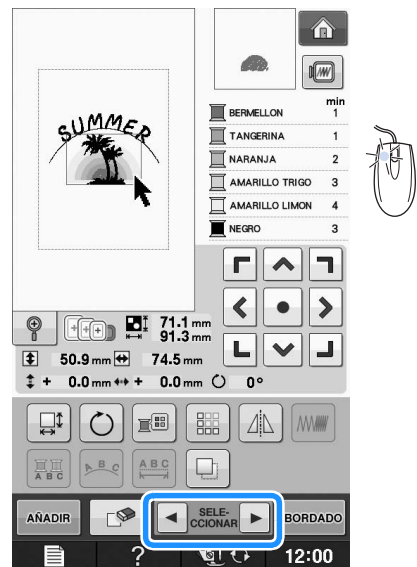 SUMMER
min
BERMELLON 1
TANGERINA 1
NARANJA 2
AMARILLO TRIGO 3
AMARILLO LIMON 4
NEGRO 3
71.1 mm
91.3 mm
50.9 mm 74.5 mm
+ 0.0 mm + 0.0 mm 0°
A B C A B C A B C
AÑADIR SELE-
CCIONAR BORDADO
? 12:00